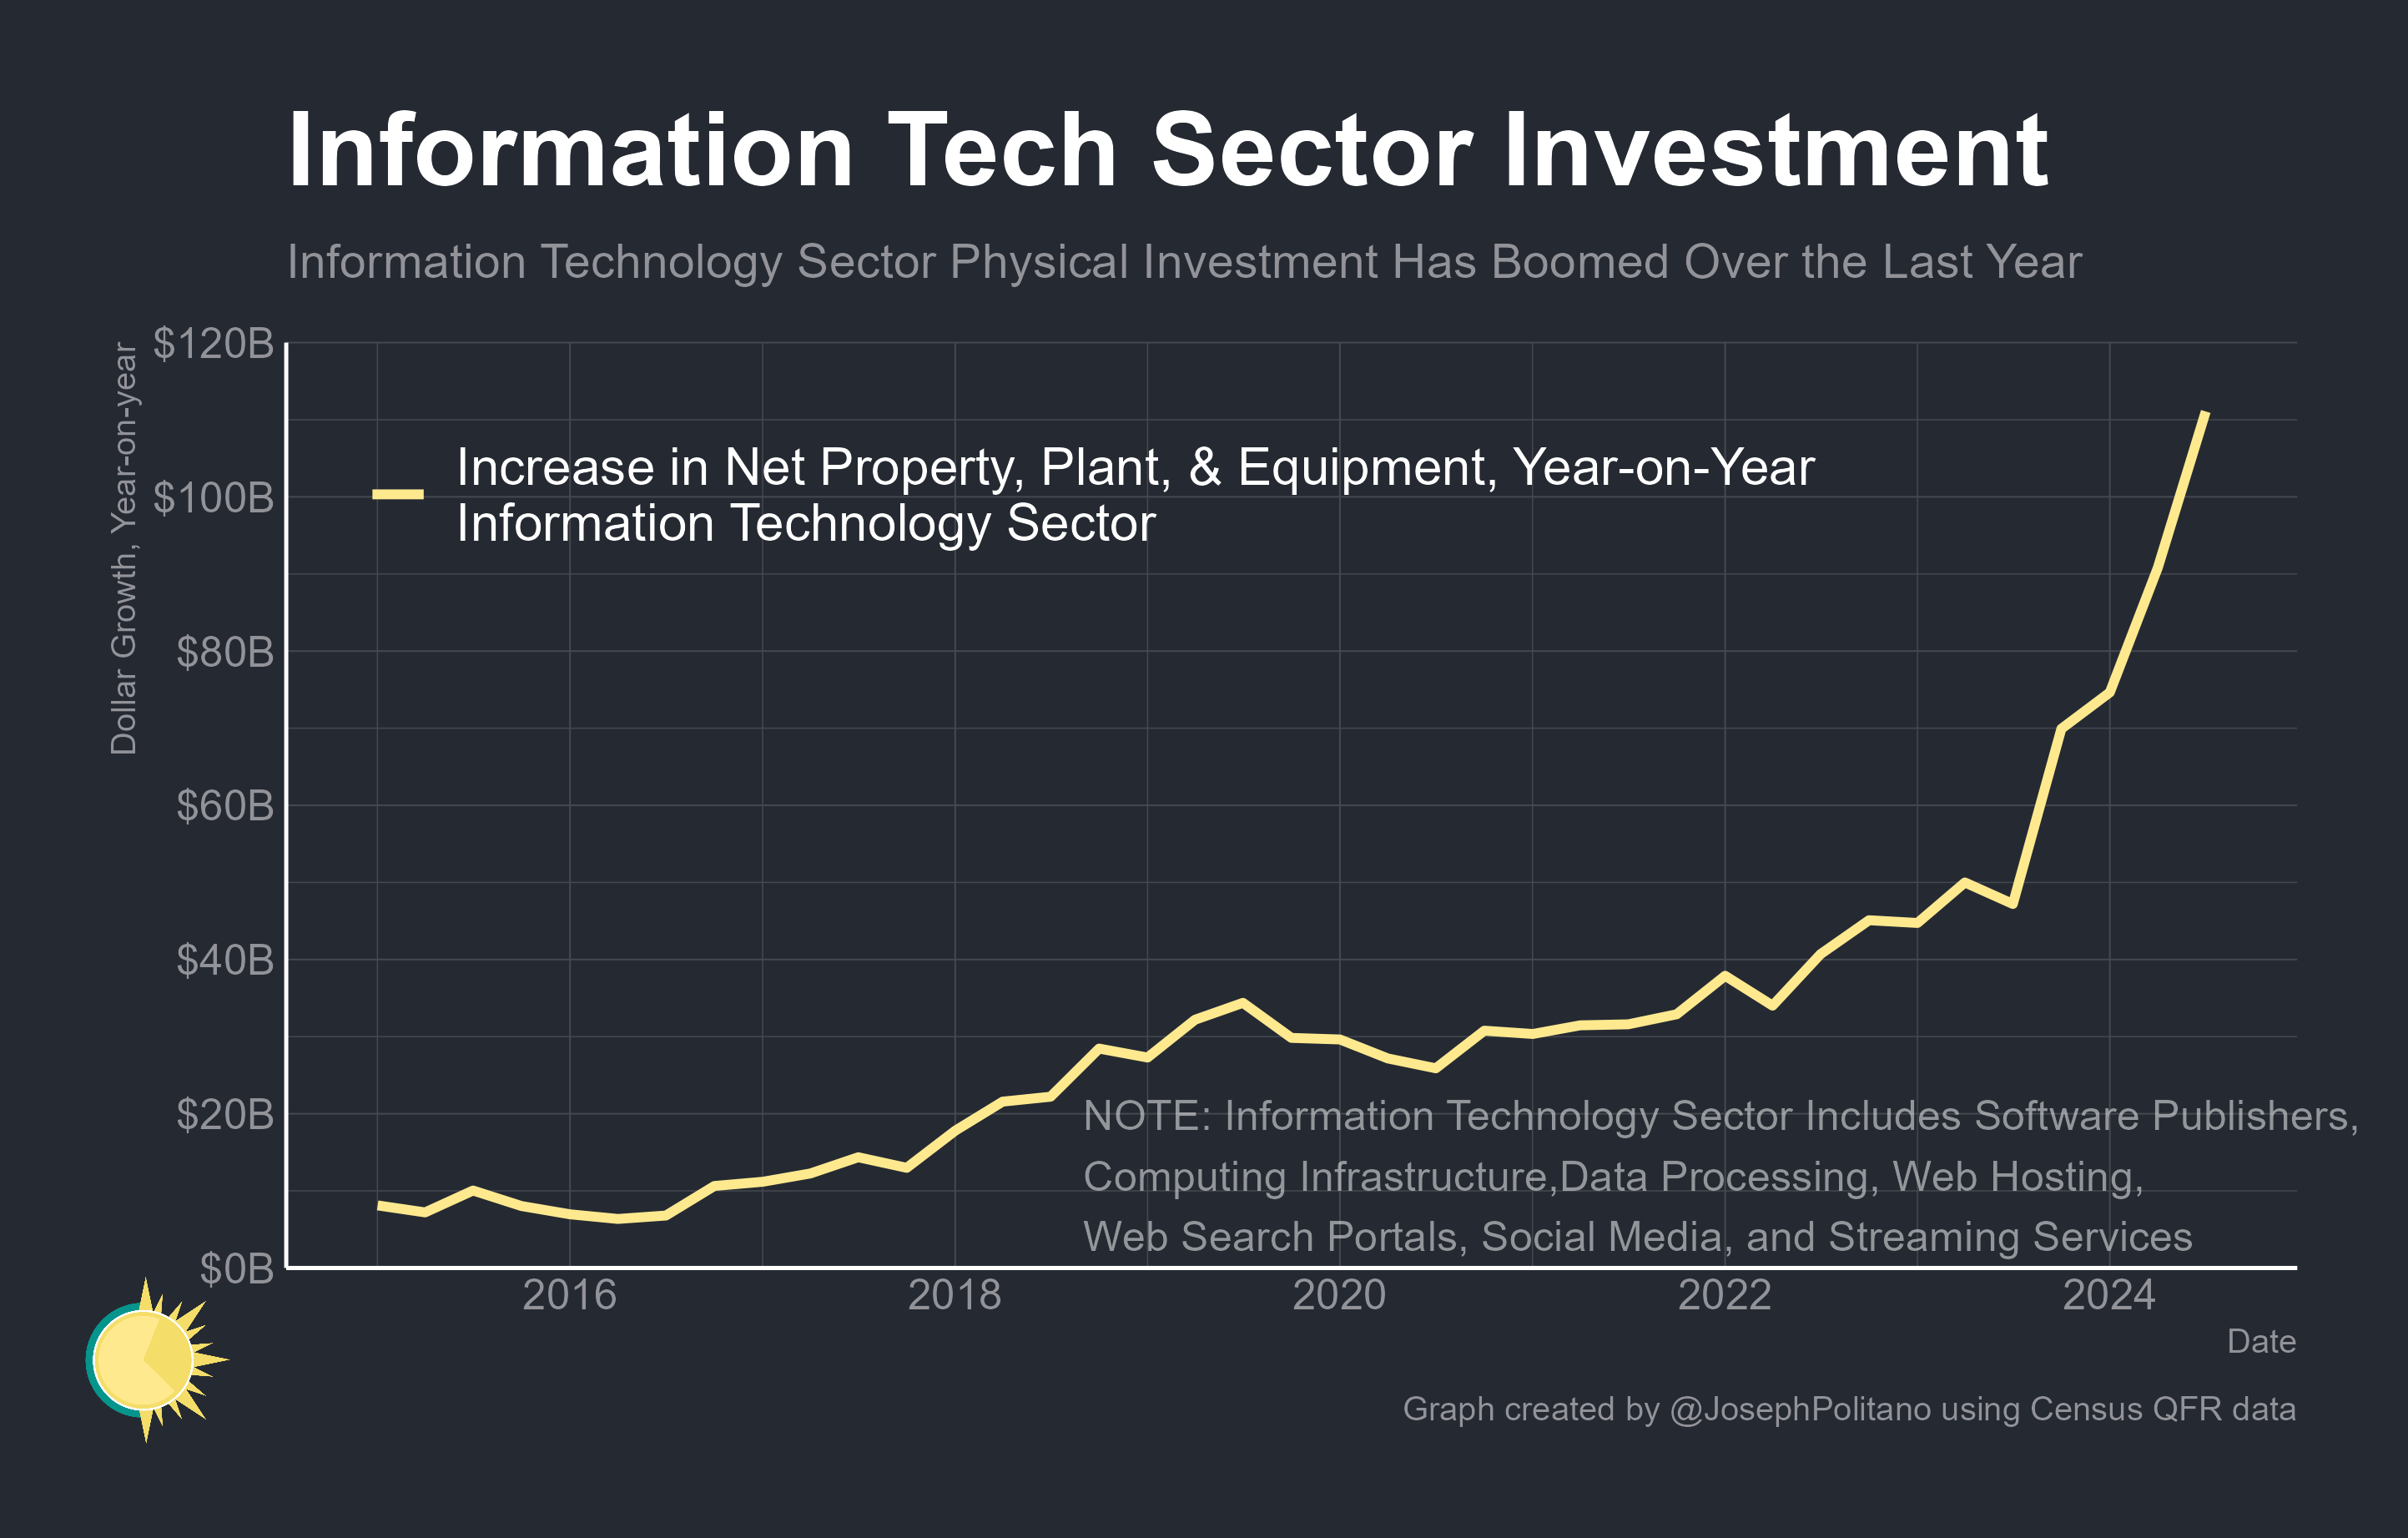 Information Tech Sector Investment
Information Technology Sector Physical Investment Has Boomed Over the Last Year
Dollar Growth, Year-on-year
$120B
$100B
$80B
$60B
$40B
$20B
$0B
Increase in Net Property, Plant, & Equipment, Year-on-Year
Information Technology Sector
NOTE: Information Technology Sector Includes Software Publishers,
Computing Infrastructure,Data Processing, Web Hosting,
Web Search Portals, Social Media, and Streaming Services
2016 2018 2020 2022 2024
Date
Graph created by @JosephPolitano using Census QFR data